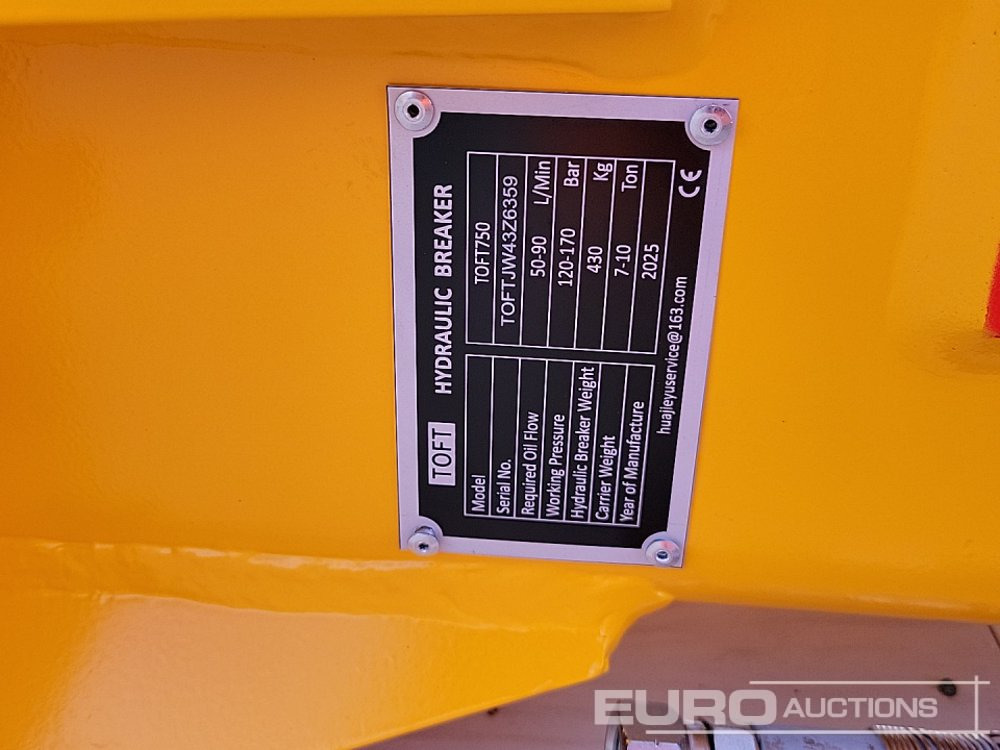 TOFT HYDRAULIC BREAKER
Model TOFT750
Serial No. TOFTJW43Z6359
Required Oil Flow 50-90 L/Min
Working Pressure 120-170 Bar
Hydraulic Breaker Weight 430 Kg
Carrier Weight 7-10 Ton
Year of Manufacture 2025
huajieyuservice@163.com CE
EURO AUCTIONS